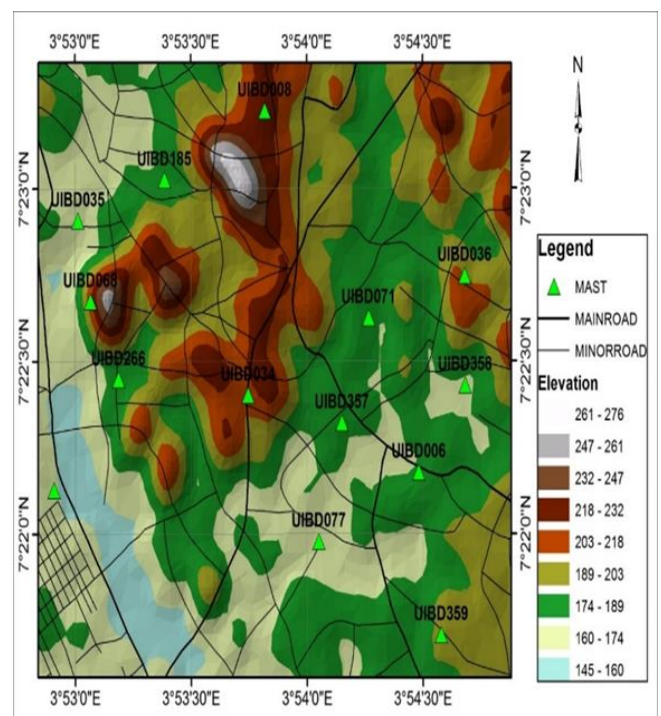 3°53'0"E 3°53'30"E 3°54'0"E 3°54'30"E
N
UIBD008
UIBD185
7°23'0"N 7°23'0"N
UIBD035
UIBD036
UIBD068
UIBD071
7°22'30"N 7°22'30"N
UIBD266
UIBD034
UIBD358
UIBD357
UIBD006
UIBD077
7°22'0"N 7°22'0"N
UIBD359
3°53'0"E 3°53'30"E 3°54'0"E 3°54'30"E
Legend
MAST
MAINROAD
MINORROAD
Elevation
261 - 276
247 - 261
232 - 247
218 - 232
203 - 218
189 - 203
174 - 189
160 - 174
145 - 160